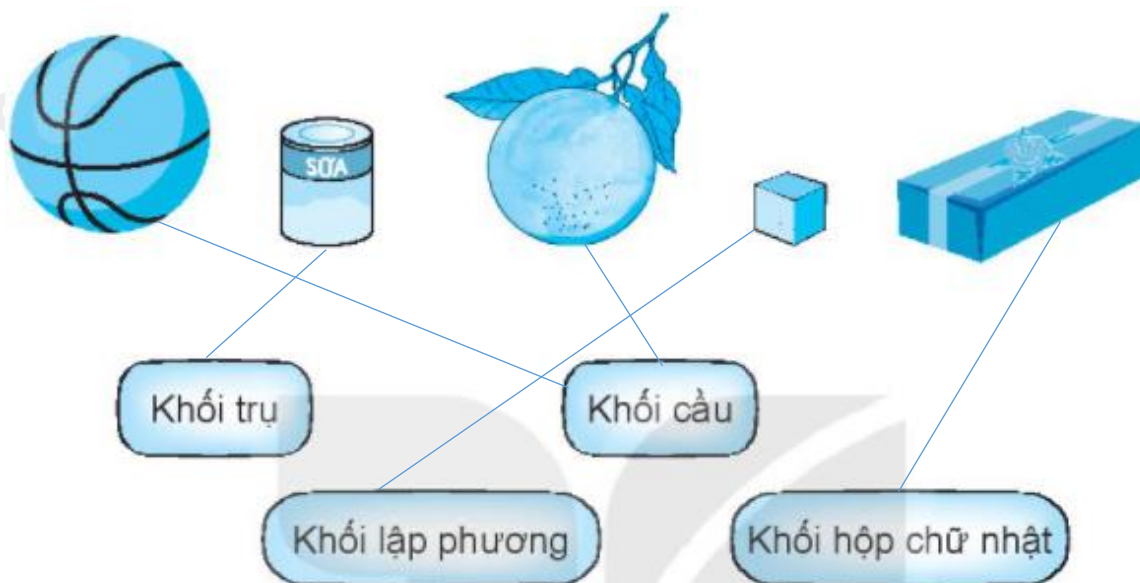 SỮA
Khối trụ
Khối cầu
Khối lập phương
Khối hộp chữ nhật